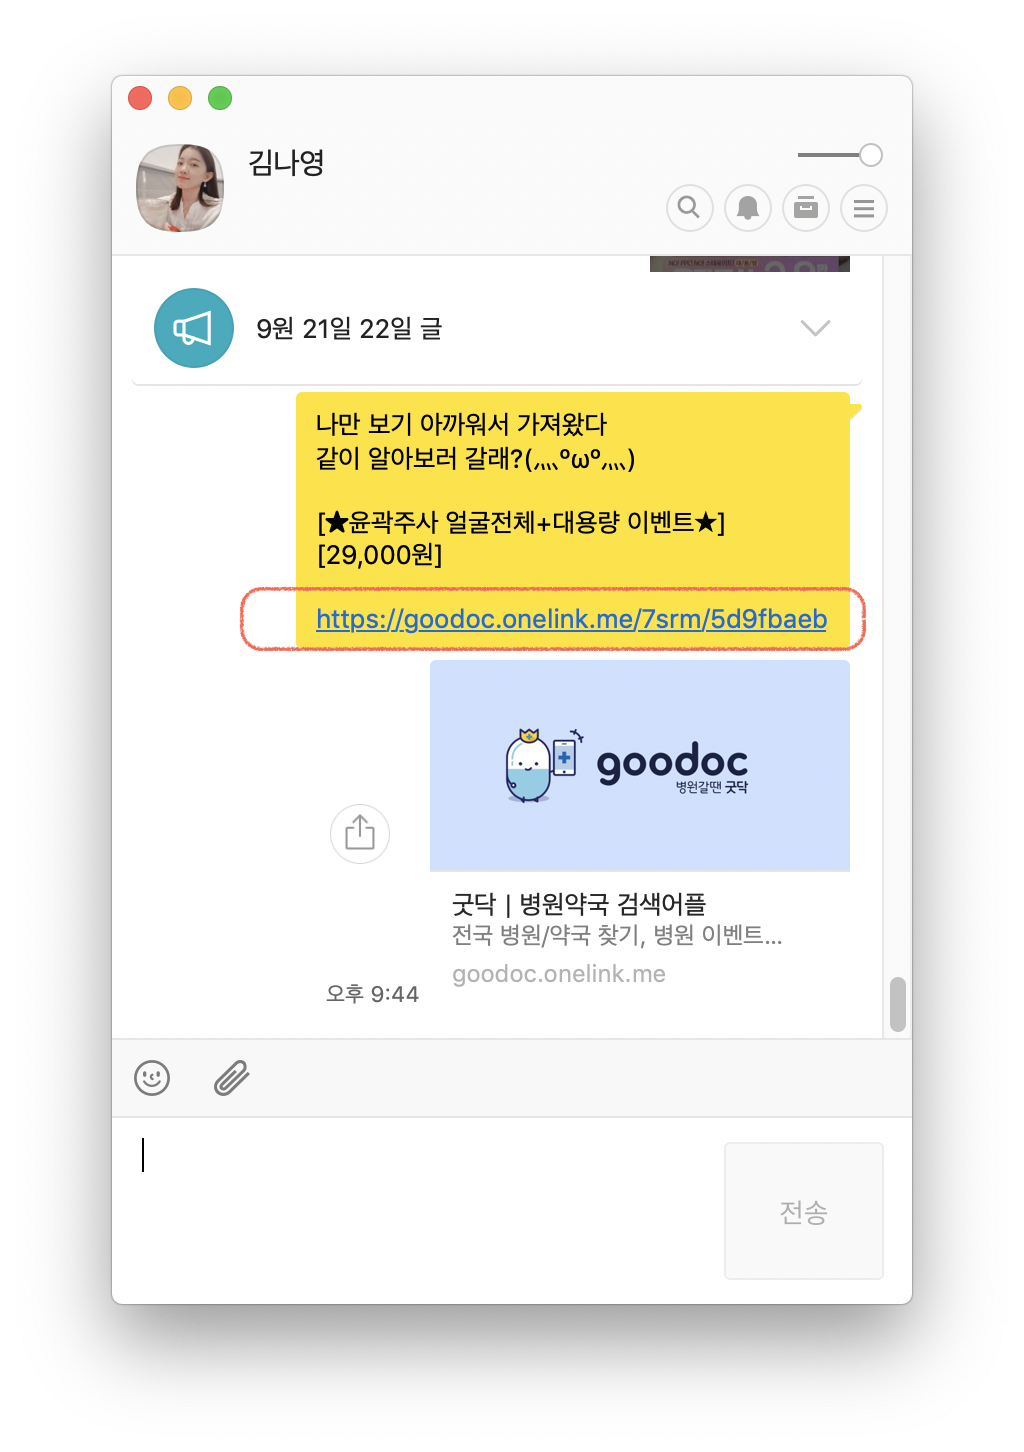 김나영
9원 21일 22일 글
나만 보기 아까워서 가져왔다
같이 알아보러 갈래?(⁄⁄ºωº⁄⁄)
[★윤곽주사 얼굴전체+대용량 이벤트★]
[29,000원]
https://goodoc.onelink.me/7srm/5d9fbaeb
goodoc
병원갈땐 굿닥
굿닥 | 병원약국 검색어플
전국 병원/약국 찾기, 병원 이벤트...
goodoc.onelink.me
오후 9:44
전송